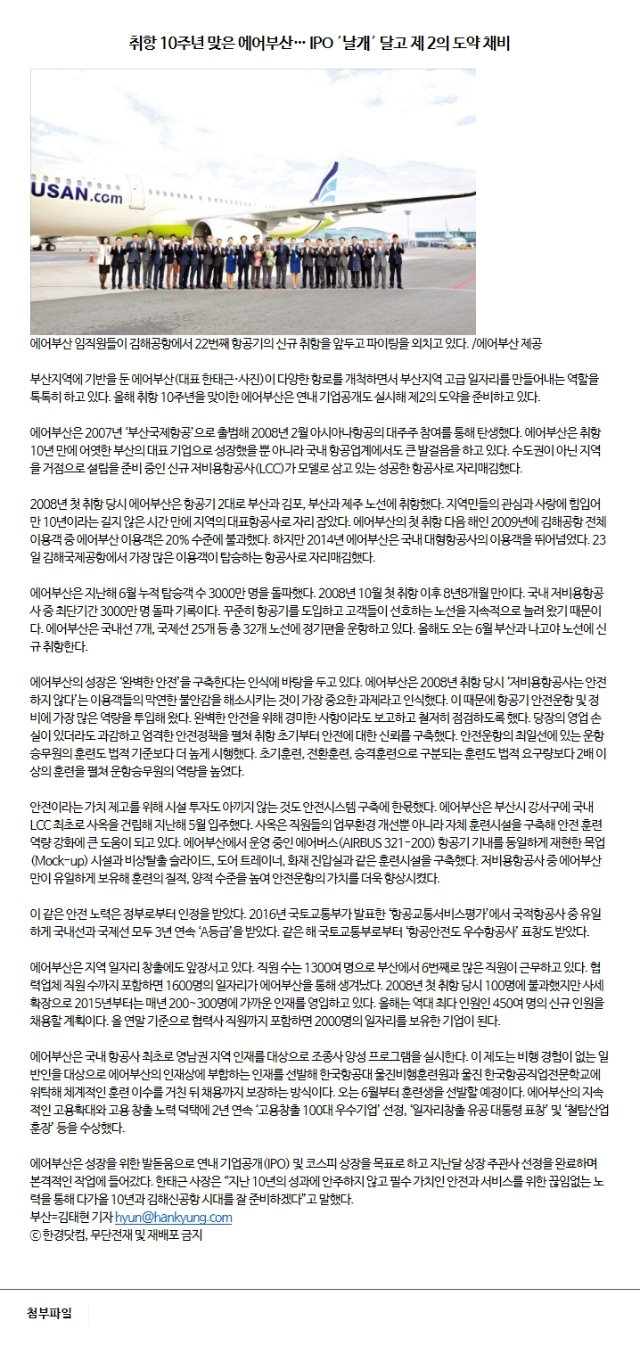 취항 10주년 맞은 에어부산… IPO ´날개´ 달고 제 2의 도약 채비
USAN.com
에어부산 임직원들이 김해공항에서 22번째 항공기의 신규 취항을 앞두고 파이팅을 외치고 있다. /에어부산 제공
부산지역에 기반을 둔 에어부산(대표 한태근·사진)이 다양한 항로를 개척하면서 부산지역 고급 일자리를 만들어내는 역할을
톡톡히 하고 있다. 올해 취항 10주년을 맞이한 에어부산은 연내 기업공개도 실시해 제2의 도약을 준비하고 있다.
에어부산은 2007년 ‘부산국제항공’으로 출범해 2008년 2월 아시아나항공의 대주주 참여를 통해 탄생했다. 에어부산은 취항
10년 만에 어엿한 부산의 대표 기업으로 성장했을 뿐 아니라 국내 항공업계에서도 큰 발걸음을 하고 있다. 수도권이 아닌 지역
을 거점으로 설립을 준비 중인 신규 저비용항공사(LCC)가 모델로 삼고 있는 성공한 항공사로 자리매김했다.
2008년 첫 취항 당시 에어부산은 항공기 2대로 부산과 김포, 부산과 제주 노선에 취항했다. 지역민들의 관심과 사랑에 힘입어
만 10년이라는 길지 않은 시간 만에 지역의 대표항공사로 자리 잡았다. 에어부산의 첫 취항 다음 해인 2009년에 김해공항 전체
이용객 중 에어부산 이용객은 20% 수준에 불과했다. 하지만 2014년 에어부산은 국내 대형항공사의 이용객을 뛰어넘었다. 23
일 김해국제공항에서 가장 많은 이용객이 탑승하는 항공사로 자리매김했다.
에어부산은 지난해 6월 누적 탑승객 수 3000만 명을 돌파했다. 2008년 10월 첫 취항 이후 8년8개월 만이다. 국내 저비용항공
사 중 최단기간 3000만 명 돌파 기록이다. 꾸준히 항공기를 도입하고 고객들이 선호하는 노선을 지속적으로 늘려 왔기 때문이
다. 에어부산은 국내선 7개, 국제선 25개 등 총 32개 노선에 정기편을 운항하고 있다. 올해도 오는 6월 부산과 나고야 노선에 신
규 취항한다.
에어부산의 성장은 ‘완벽한 안전’을 구축한다는 인식에 바탕을 두고 있다. 에어부산은 2008년 취항 당시 ‘저비용항공사는 안전
하지 않다’는 이용객들의 막연한 불안감을 해소시키는 것이 가장 중요한 과제라고 인식했다. 이 때문에 항공기 안전운항 및 정
비에 가장 많은 역량을 투입해 왔다. 완벽한 안전을 위해 경미한 사항이라도 보고하고 철저히 점검하도록 했다. 당장의 영업 손
실이 있더라도 과감하고 엄격한 안전정책을 펼쳐 취항 초기부터 안전에 대한 신뢰를 구축했다. 안전운항의 최일선에 있는 운항
승무원의 훈련도 법적 기준보다 더 높게 시행했다. 초기훈련, 전환훈련, 승격훈련으로 구분되는 훈련도 법적 요구량보다 2배 이
상의 훈련을 펼쳐 운항승무원의 역량을 높였다.
안전이라는 가치 제고를 위해 시설 투자도 아끼지 않는 것도 안전시스템 구축에 한몫했다. 에어부산은 부산시 강서구에 국내
LCC 최초로 사옥을 건립해 지난해 5월 입주했다. 사옥은 직원들의 업무환경 개선뿐 아니라 자체 훈련시설을 구축해 안전 훈련
역량 강화에 큰 도움이 되고 있다. 에어부산에서 운영 중인 에어버스(AIRBUS 321-200) 항공기 기내를 동일하게 재현한 목업
(Mock-up) 시설과 비상탈출 슬라이드, 도어 트레이너, 화재 진압실과 같은 훈련시설을 구축했다. 저비용항공사 중 에어부산
만이 유일하게 보유해 훈련의 질적, 양적 수준을 높여 안전운항의 가치를 더욱 향상시켰다.
이 같은 안전 노력은 정부로부터 인정을 받았다. 2016년 국토교통부가 발표한 ‘항공교통서비스평가’에서 국적항공사 중 유일
하게 국내선과 국제선 모두 3년 연속 ‘A등급’을 받았다. 같은 해 국토교통부로부터 ‘항공안전도 우수항공사’ 표창도 받았다.
에어부산은 지역 일자리 창출에도 앞장서고 있다. 직원 수는 1300여 명으로 부산에서 6번째로 많은 직원이 근무하고 있다. 협
력업체 직원 수까지 포함하면 1600명의 일자리가 에어부산을 통해 생겨났다. 2008년 첫 취항 당시 100명에 불과했지만 사세
확장으로 2015년부터는 매년 200~300명에 가까운 인재를 영입하고 있다. 올해는 역대 최다 인원인 450여 명의 신규 인원을
채용할 계획이다. 올 연말 기준으로 협력사 직원까지 포함하면 2000명의 일자리를 보유한 기업이 된다.
에어부산은 국내 항공사 최초로 영남권 지역 인재를 대상으로 조종사 양성 프로그램을 실시한다. 이 제도는 비행 경험이 없는 일
반인을 대상으로 에어부산의 인재상에 부합하는 인재를 선발해 한국항공대 울진비행훈련원과 울진 한국항공직업전문학교에
위탁해 체계적인 훈련 이수를 거친 뒤 채용까지 보장하는 방식이다. 오는 6월부터 훈련생을 선발할 예정이다. 에어부산의 지속
적인 고용확대와 고용 창출 노력 덕택에 2년 연속 ‘고용창출 100대 우수기업’ 선정, ‘일자리창출 유공 대통령 표창’ 및 ‘철탑산업
훈장’ 등을 수상했다.
에어부산은 성장을 위한 발돋움으로 연내 기업공개(IPO) 및 코스피 상장을 목표로 하고 지난달 상장 주관사 선정을 완료하며
본격적인 작업에 들어갔다. 한태근 사장은 “지난 10년의 성과에 안주하지 않고 필수 가치인 안전과 서비스를 위한 끊임없는 노
력을 통해 다가올 10년과 김해신공항 시대를 잘 준비하겠다”고 말했다.
부산=김태현 기자 hyun@hankyung.com
ⓒ 한경닷컴, 무단전재 및 재배포 금지
첨부파일